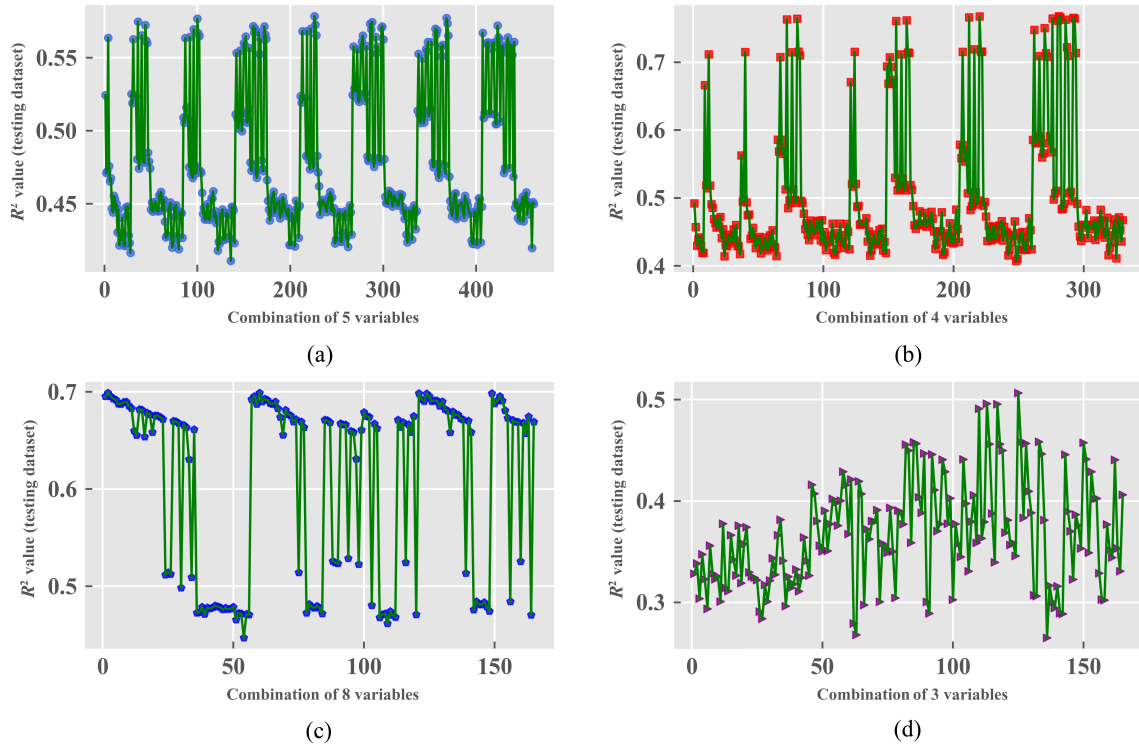 R² value (testing dataset)
0.55
0.50
0.45
0 100 200 300 400
Combination of 5 variables
(a)
R² value (testing dataset)
0.7
0.6
0.5
0.4
0 100 200 300
Combination of 4 variables
(b)
R² value (testing dataset)
0.7
0.6
0.5
0 50 100 150
Combination of 8 variables
(c)
R² value (testing dataset)
0.5
0.4
0.3
0 50 100 150
Combination of 3 variables
(d)